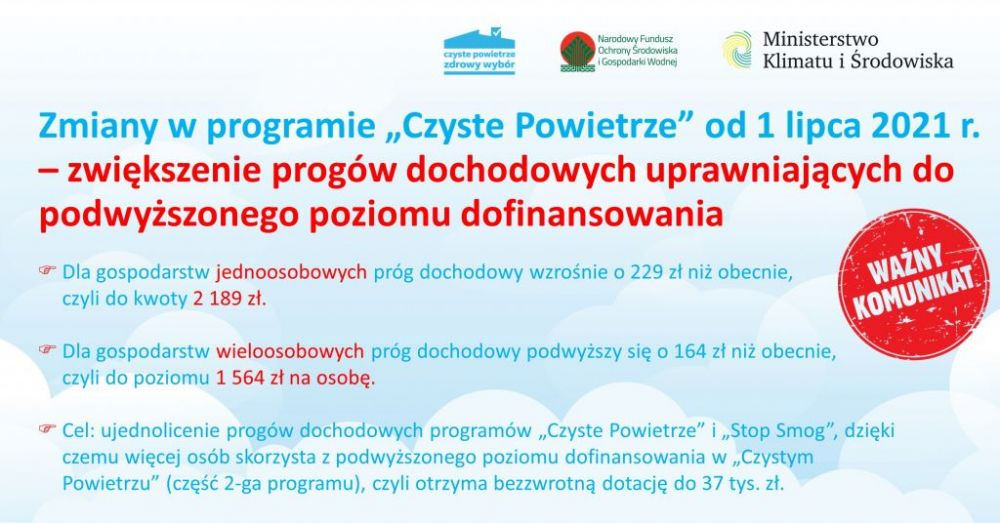 czyste powietrze
zdrowy wybór
Narodowy Fundusz
Ochrony Środowiska
i Gospodarki Wodnej
Ministerstwo
Klimatu i Środowiska
Zmiany w programie „Czyste Powietrze” od 1 lipca 2021 r.
– zwiększenie progów dochodowych uprawniających do
podwyższonego poziomu dofinansowania
Dla gospodarstw jednoosobowych próg dochodowy wzrośnie o 229 zł niż obecnie,
czyli do kwoty 2 189 zł.
WAŻNY
KOMUNIKAT
Dla gospodarstw wieloosobowych próg dochodowy podwyższy się o 164 zł niż obecnie,
czyli do poziomu 1 564 zł na osobę.
Cel: ujednolicenie progów dochodowych programów „Czyste Powietrze” i „Stop Smog”, dzięki
czemu więcej osób skorzysta z podwyższonego poziomu dofinansowania w „Czystym
Powietrzu” (część 2-ga programu), czyli otrzyma bezzwrotną dotację do 37 tys. zł.